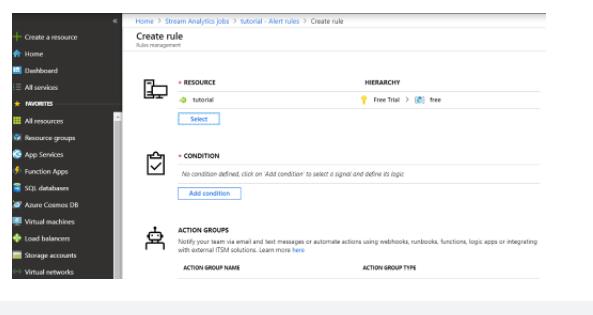 «
Home > Stream Analytics jobs > tutorial - Alert rules > Create rule
Create rule
Rules management
Create a resource
Home
Dashboard
All services
FAVORITES
All resources
Resource groups
App Services
Function Apps
SQL databases
Azure Cosmos DB
Virtual machines
Load balancers
Storage accounts
Virtual networks
* RESOURCE
HIERARCHY
tutorial
Free Trial > free
Select
* CONDITION
No condition defined, click on 'Add condition' to select a signal and define its logic
Add condition
ACTION GROUPS
Notify your team via email and text messages or automate actions using webhooks, runbooks, functions, logic apps or integrating
with external ITSM solutions. Learn more here
ACTION GROUP NAME
ACTION GROUP TYPE